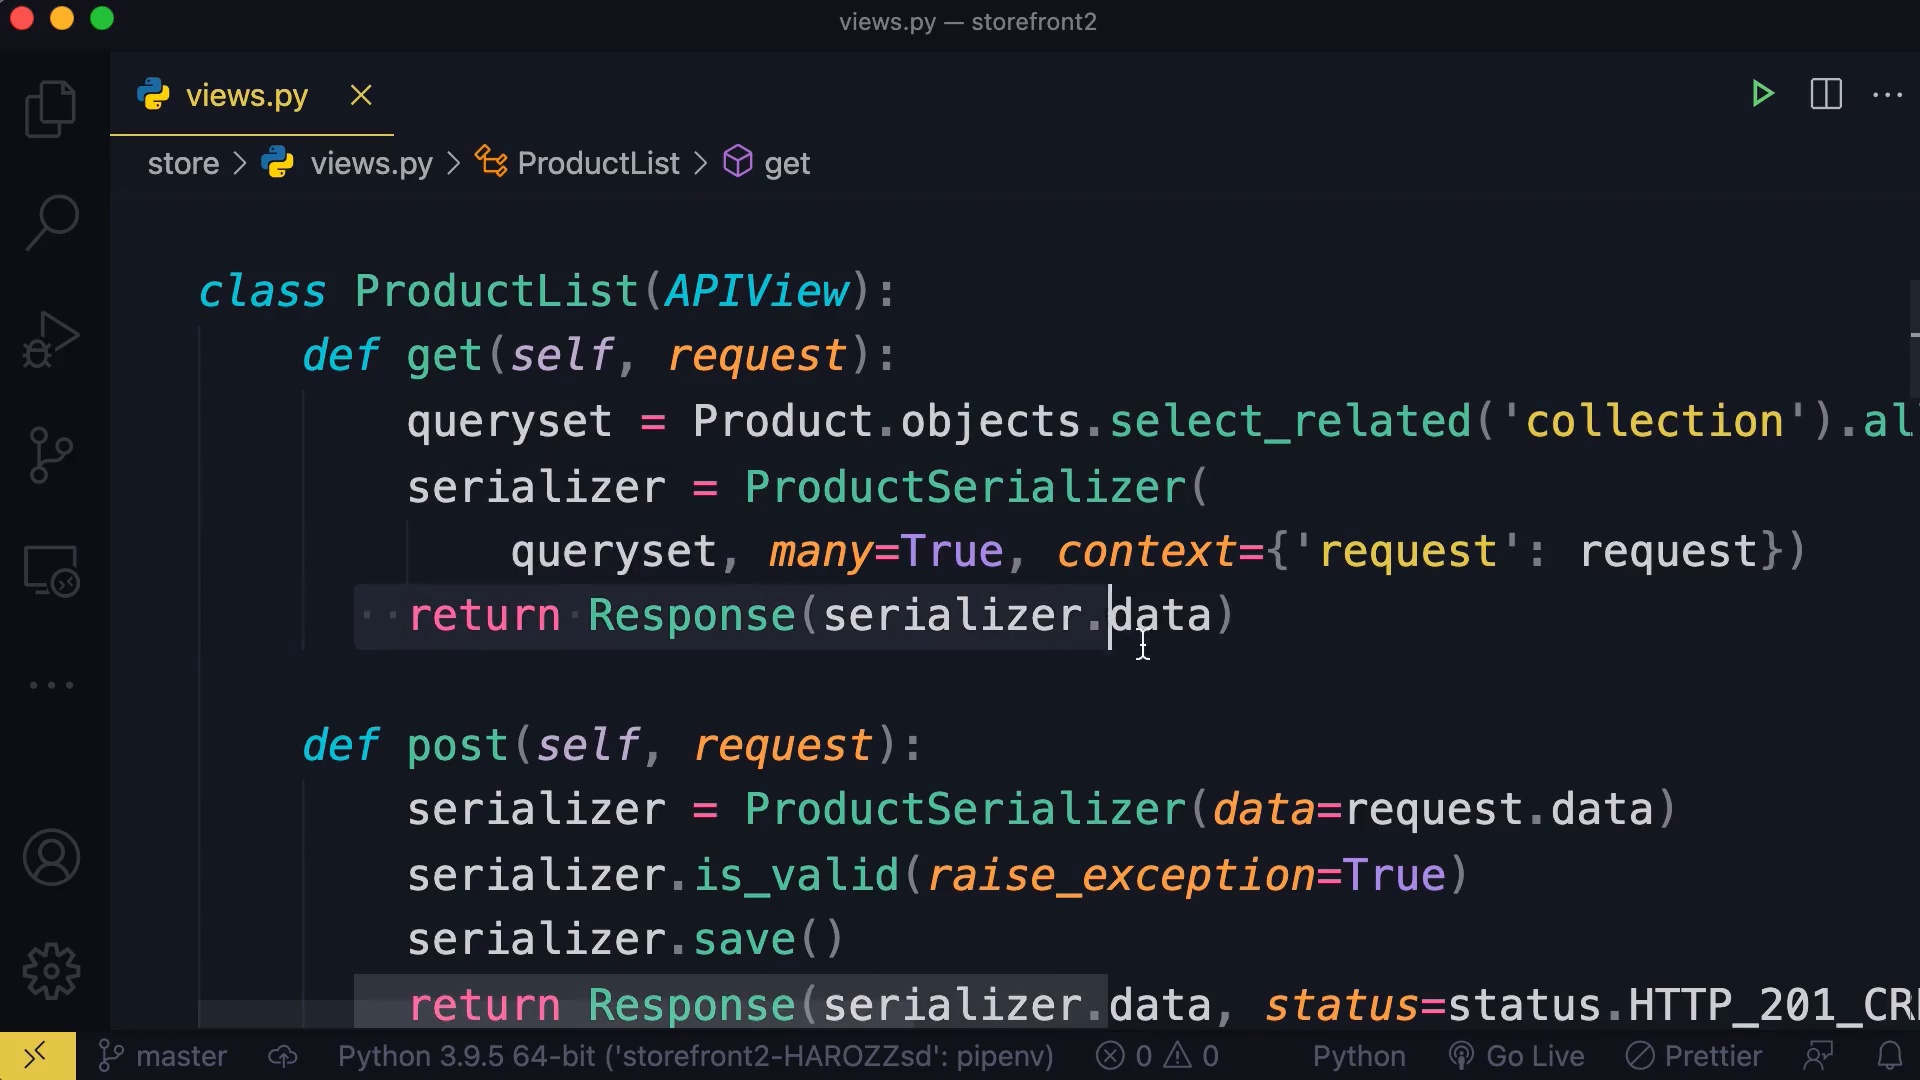 views.py — storefront2
views.py
store > views.py > ProductList > get
class ProductList(APIView):
def get(self, request):
queryset = Product.objects.select_related('collection').al
serializer = ProductSerializer(
queryset, many=True, context={'request': request})
return Response(serializer.data)
def post(self, request):
serializer = ProductSerializer(data=request.data)
serializer.is_valid(raise_exception=True)
serializer.save()
return Response(serializer.data, status=status.HTTP_201_CR
master Python 3.9.5 64-bit ('storefront2-HAROZZsd': pipenv) 0 0 Python Go Live Prettier